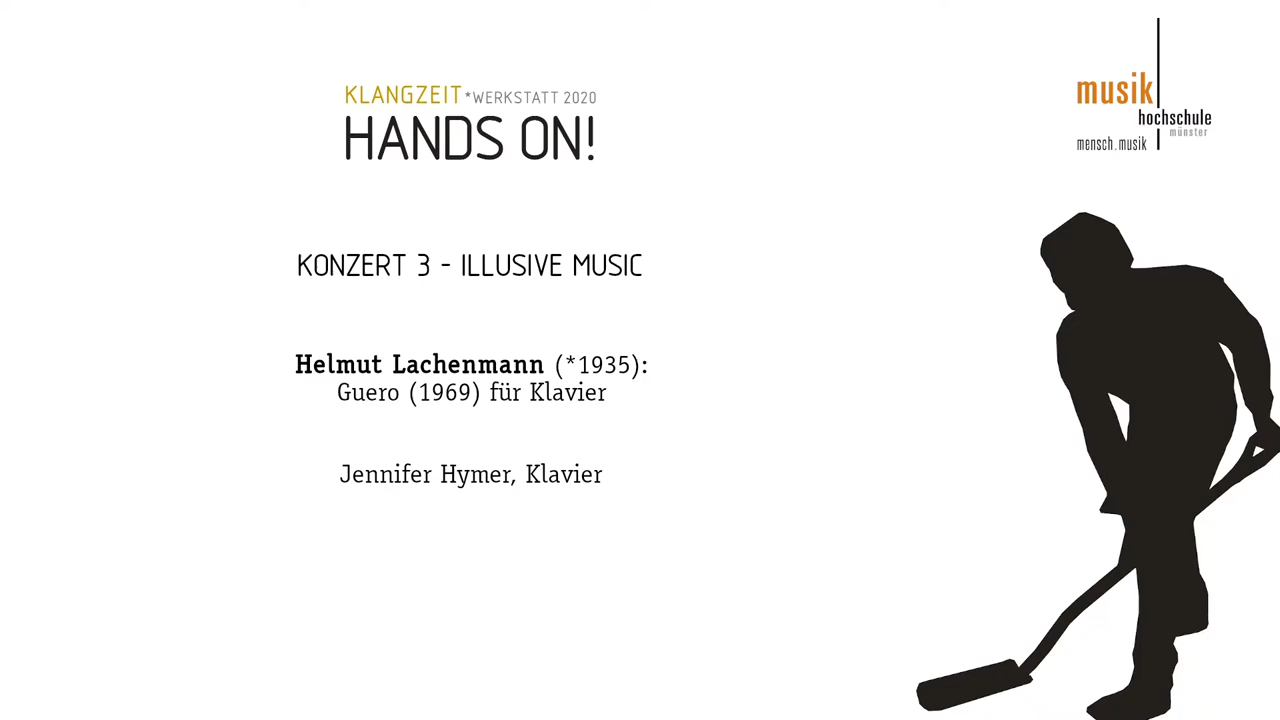 KLANGZEIT *WERKSTATT 2020
HANDS ON!
musik
hochschule
münster
mensch.musik
KONZERT 3 - ILLUSIVE MUSIC
Helmut Lachenmann (*1935):
Guero (1969) für Klavier
Jennifer Hymer, Klavier